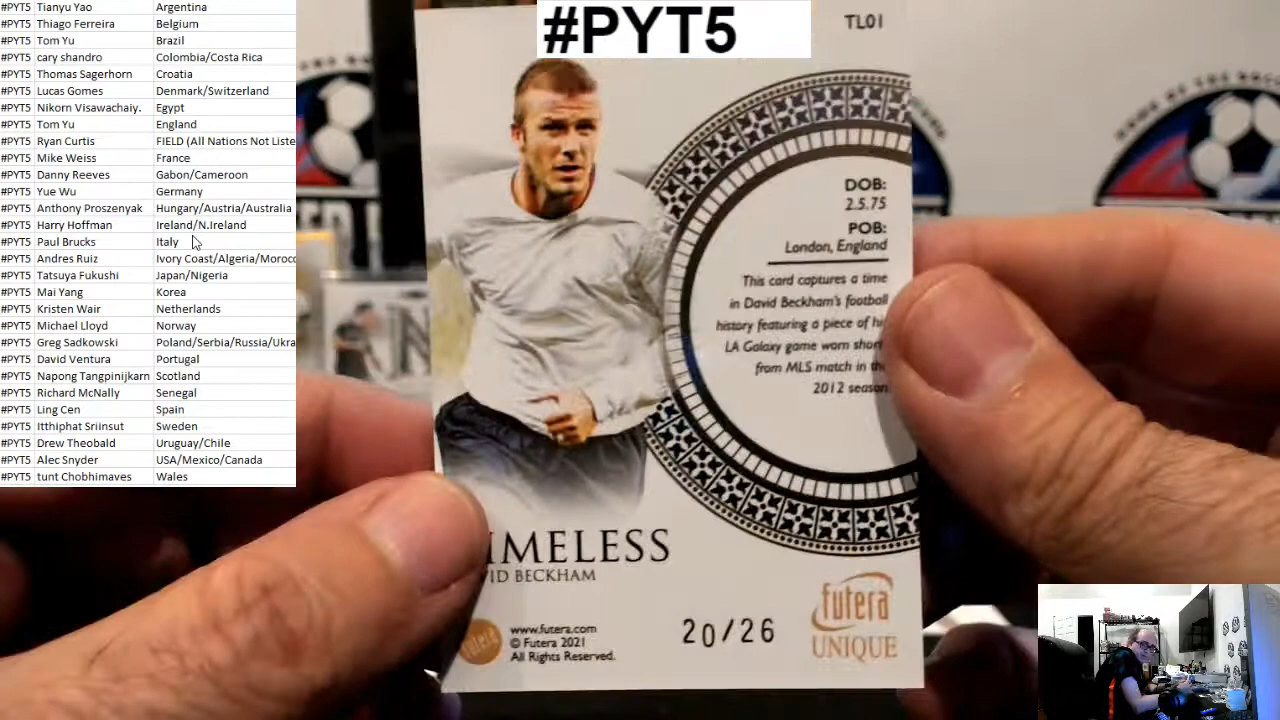 #PYT5 Tianyu Yao Argentina
#PYT5 Thiago Ferreira Belgium
#PYT5 Tom Yu Brazil
#PYT5 cary shandro Colombia/Costa Rica
#PYT5 Thomas Sagerhorn Croatia
#PYT5 Lucas Gomes Denmark/Switzerland
#PYT5 Nikorn Visawachaiy. Egypt
#PYT5 Tom Yu England
#PYT5 Ryan Curtis FIELD (All Nations Not Liste
#PYT5 Mike Weiss France
#PYT5 Danny Reeves Gabon/Cameroon
#PYT5 Yue Wu Germany
#PYT5 Anthony Proszenyak Hungary/Austria/Australia
#PYT5 Harry Hoffman Ireland/N.Ireland
#PYT5 Paul Brucks Italy
#PYT5 Andres Ruiz Ivory Coast/Algeria/Morocc
#PYT5 Tatsuya Fukushi Japan/Nigeria
#PYT5 Mai Yang Korea
#PYT5 Kristen Wair Netherlands
#PYT5 Michael Lloyd Norway
#PYT5 Greg Sadkowski Poland/Serbia/Russia/Ukra
#PYT5 David Ventura Portugal
#PYT5 Napang Tangpinijkarn Scotland
#PYT5 Richard McNally Senegal
#PYT5 Ling Cen Spain
#PYT5 Itthiphat Sriinsut Sweden
#PYT5 Drew Theobald Uruguay/Chile
#PYT5 Alec Snyder USA/Mexico/Canada
#PYT5 tunt Chobhimaves Wales
#PYT5
TL01
DOB:
2.5.75
POB:
London, England
This card captures a time
in David Beckham's football
history featuring a piece of hi
LA Galaxy game worn short
from MLS match in the
2012 season
IMELESS
VID BECKHAM
www.futera.com
© Futera 2021
All Rights Reserved.
20/26
futera
UNIQUE